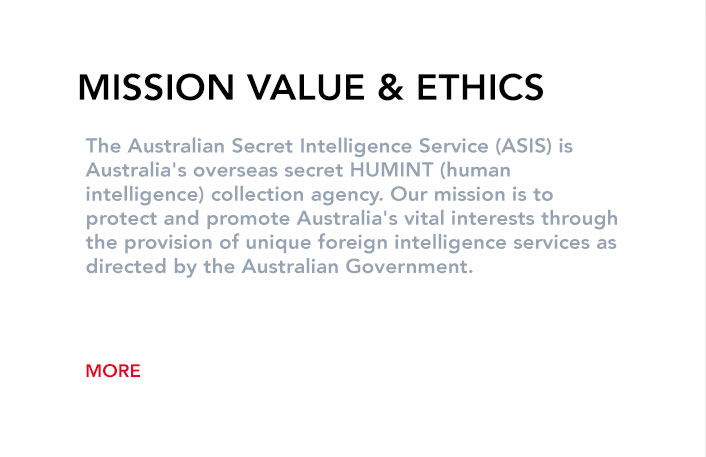 MISSION VALUE & ETHICS
The Australian Secret Intelligence Service (ASIS) is
Australia's overseas secret HUMINT (human
intelligence) collection agency. Our mission is to
protect and promote Australia's vital interests through
the provision of unique foreign intelligence services as
directed by the Australian Government.
MORE